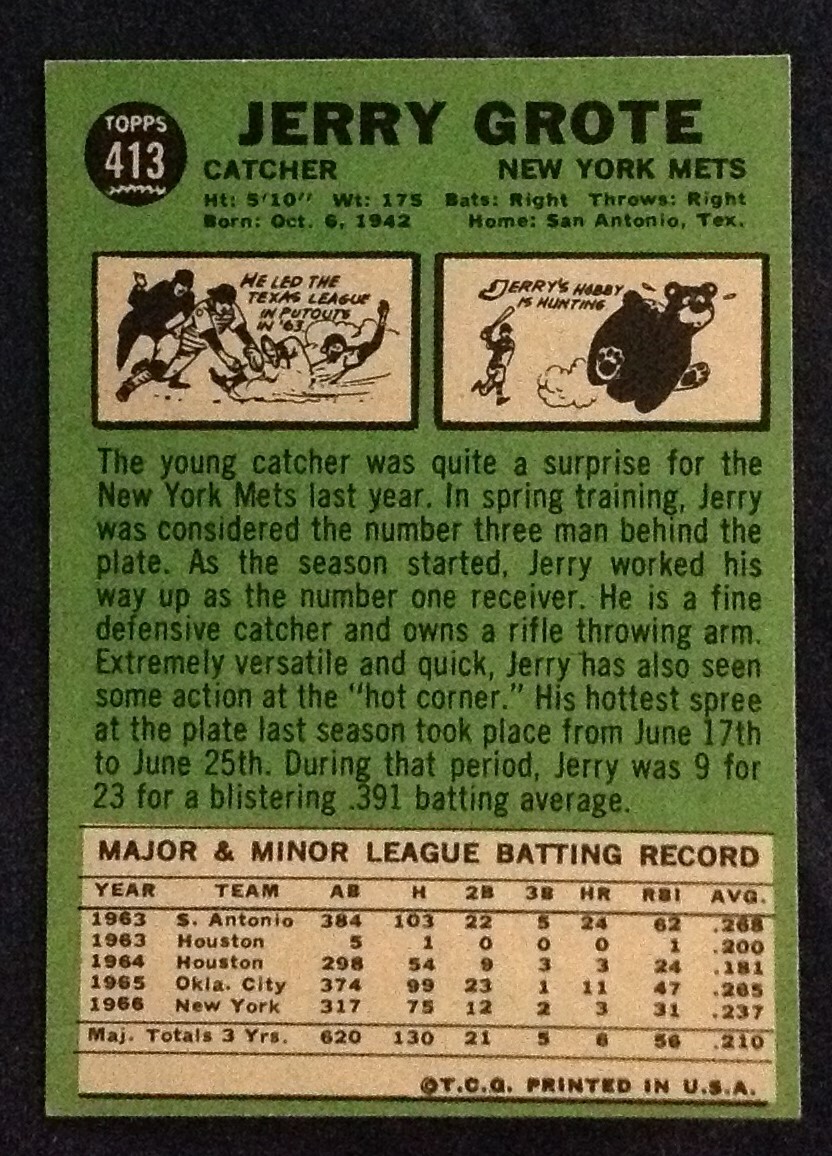 TOPPS
413
JERRY GROTE
CATCHER NEW YORK METS
Ht: 5'10" Wt: 175 Bats: Right Throws: Right
Born: Oct. 6, 1942 Home: San Antonio, Tex.
HE LED THE
TEXAS LEAGUE
IN PUTOUTS
IN '63
JERRY'S HOBBY
IS HUNTING
The young catcher was quite a surprise for the
New York Mets last year. In spring training, Jerry
was considered the number three man behind the
plate. As the season started, Jerry worked his
way up as the number one receiver. He is a fine
defensive catcher and owns a rifle throwing arm.
Extremely versatile and quick, Jerry has also seen
some action at the "hot corner." His hottest spree
at the plate last season took place from June 17th
to June 25th. During that period, Jerry was 9 for
23 for a blistering .391 batting average.
MAJOR & MINOR LEAGUE BATTING RECORD
YEAR TEAM AB H 2B 3B HR RBI AVG.
1963 S. Antonio 384 103 22 5 24 62 .268
1963 Houston 5 1 0 0 0 1 .200
1964 Houston 298 54 9 3 3 24 .181
1965 Okla. City 374 99 23 1 11 47 .265
1966 New York 317 75 12 2 3 31 .237
Maj. Totals 3 Yrs. 620 130 21 5 6 56 .210
©T.C.G. PRINTED IN U.S.A.